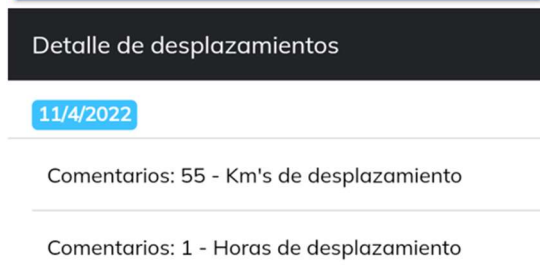 Detalle de desplazamientos
11/4/2022
Comentarios: 55 - Km's de desplazamiento
Comentarios: 1 - Horas de desplazamiento